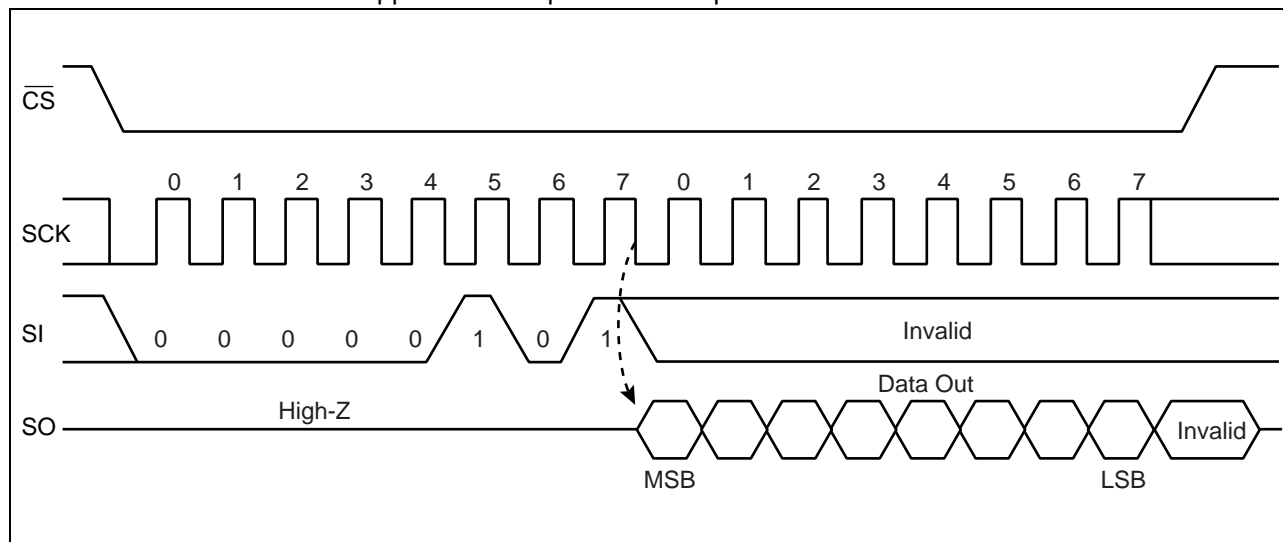 CS
0 1 2 3 4 5 6 7 0 1 2 3 4 5 6 7
SCK
SI
0 0 0 0 0 1 0 1
Invalid
Data Out
High-Z
SO
Invalid
MSB
LSB